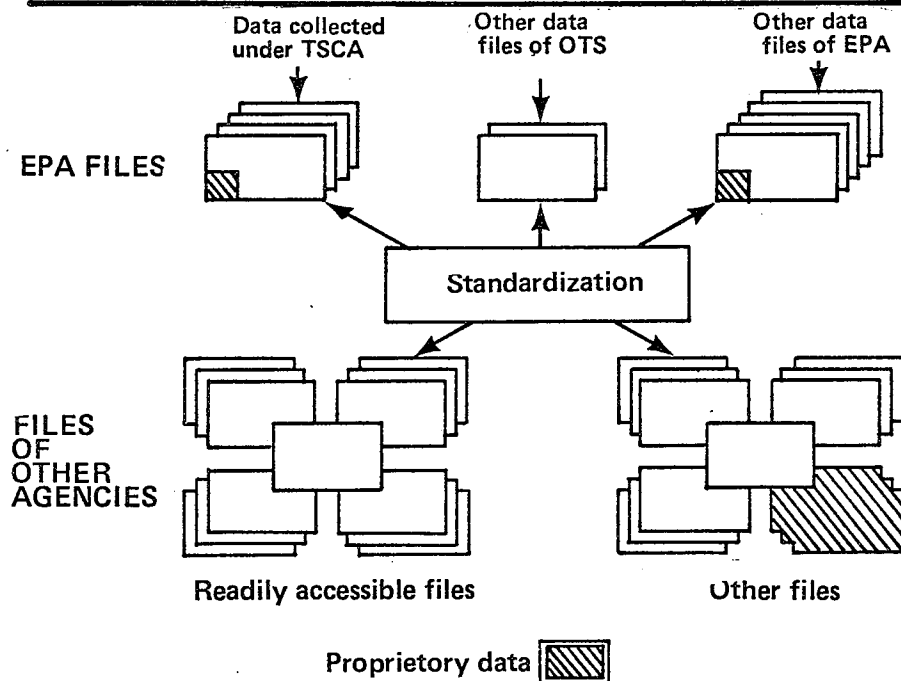 Data collected
under TSCA
Other data
files of OTS
Other data
files of EPA
EPA FILES
Standardization
FILES
OF
OTHER
AGENCIES
Readily accessible files
Other files
Proprietory data